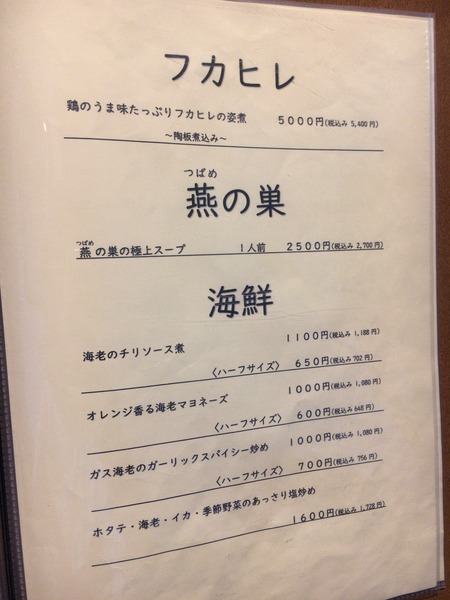 フカヒレ
鶏のうま味たっぷりフカヒレの姿煮 5000円(税込み 5,400円)
～陶板煮込み～
つばめ
燕の巣
つばめ
燕の巣の極上スープ 1人前 2500円(税込み 2,700円)
海鮮
1100円(税込み 1,188円)
海老のチリソース煮
〈ハーフサイズ〉 650円(税込み702円)
1000円(税込み 1,080円)
オレンジ香る海老マヨネーズ
〈ハーフサイズ〉 600円(税込み648円)
ガス海老のガーリックスパイシー炒め 1000円(税込み 1,080円)
〈ハーフサイズ〉 700円(税込み 756円)
ホタテ・海老・イカ・季節野菜のあっさり塩炒め
1600円(税込み 1,728円)